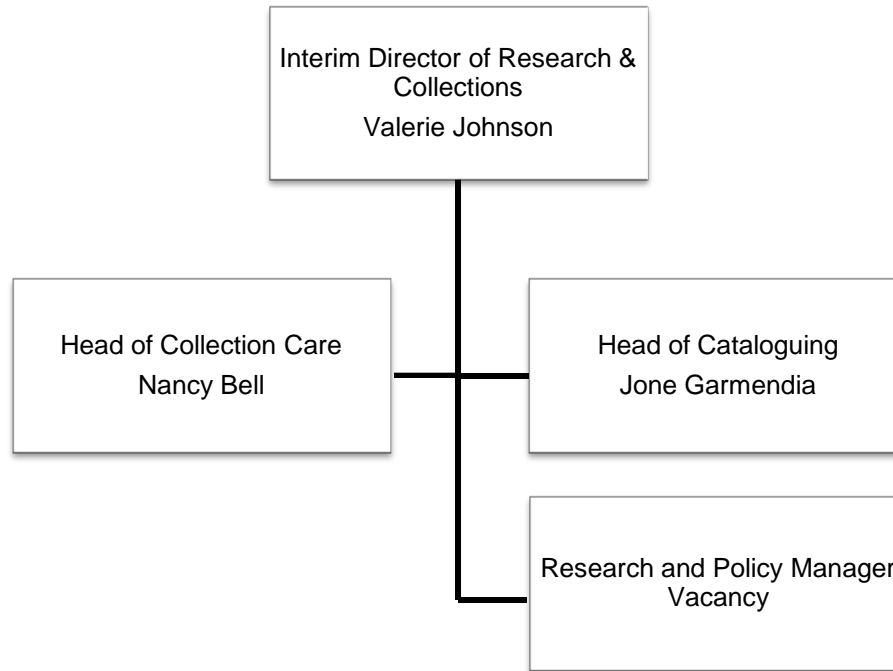 Interim Director of Research &
Collections
Valerie Johnson
Head of Collection Care
Nancy Bell
Head of Cataloguing
Jone Garmendia
Research and Policy Manager
Vacancy